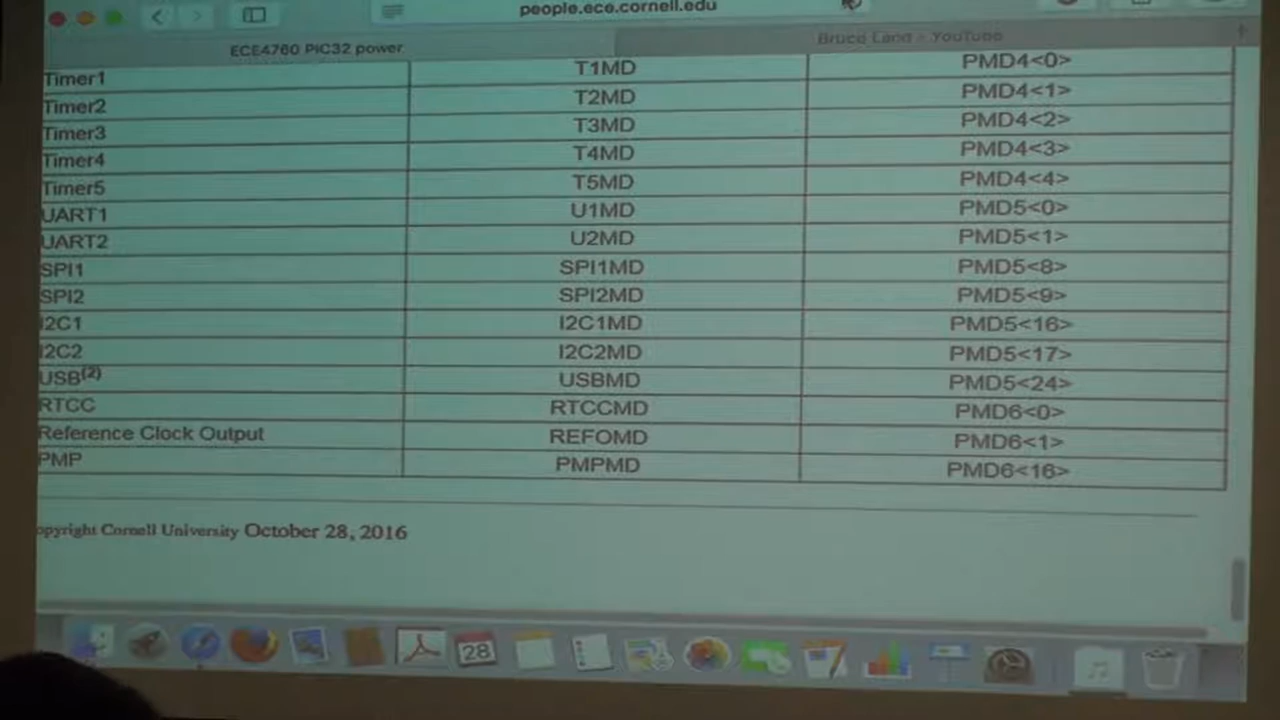 people.ece.cornell.edu
ECE4760 PIC32 power
Bruce Land - YouTube
Timer1 T1MD PMD4<0>
Timer2 T2MD PMD4<1>
Timer3 T3MD PMD4<2>
Timer4 T4MD PMD4<3>
Timer5 T5MD PMD4<4>
UART1 U1MD PMD5<0>
UART2 U2MD PMD5<1>
SPI1 SPI1MD PMD5<8>
SPI2 SPI2MD PMD5<9>
I2C1 I2C1MD PMD5<16>
I2C2 I2C2MD PMD5<17>
USB(2) USBMD PMD5<24>
RTCC RTCCMD PMD6<0>
Reference Clock Output REFOMD PMD6<1>
PMP PMPMD PMD6<16>
opyright Cornell University October 28, 2016
28